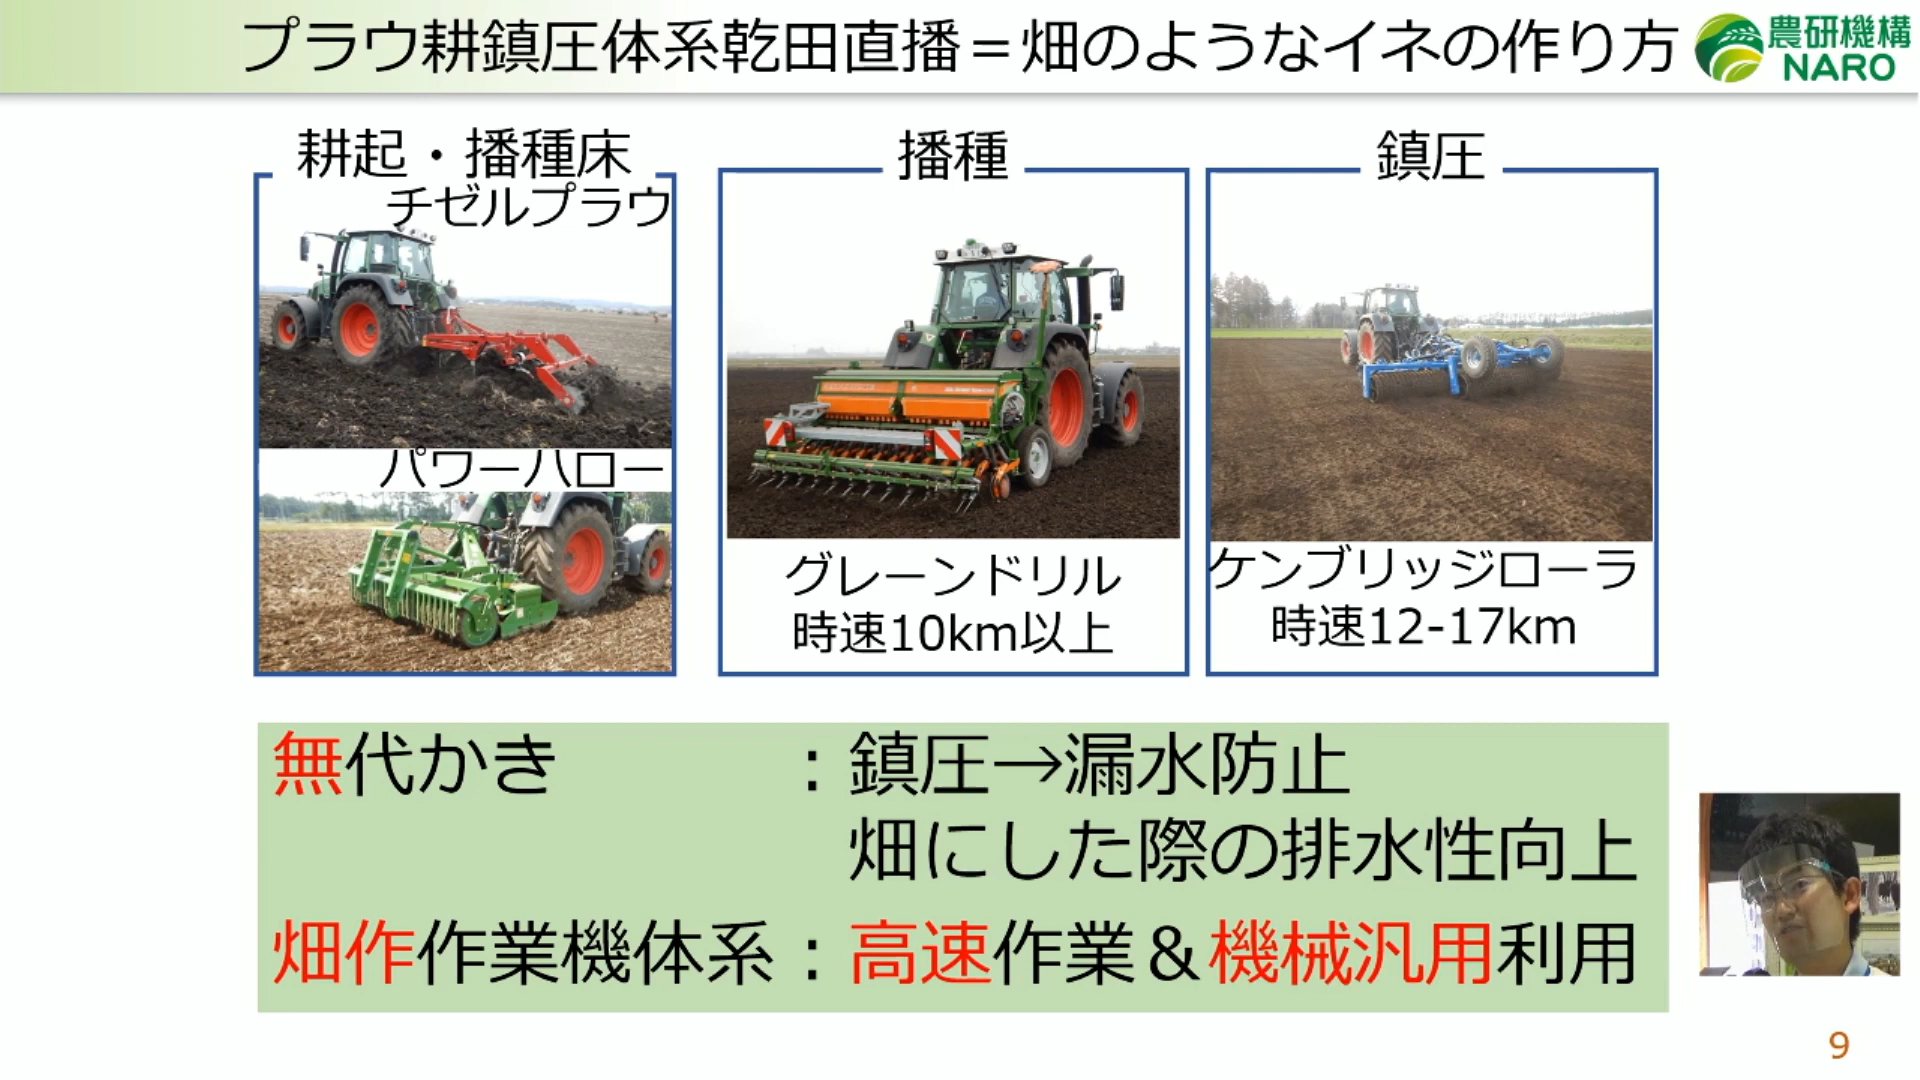 プラウ耕鎮圧体系乾田直播＝畑のようなイネの作り方
農研機構
NARO
耕起・播種床
チゼルプラウ
パワーハロー
播種
グレーンドリル
時速10km以上
鎮圧
ケンブリッジローラ
時速12-17km
無代かき　：鎮圧→漏水防止
畑にした際の排水性向上
畑作作業機体系：高速作業＆機械汎用利用
9